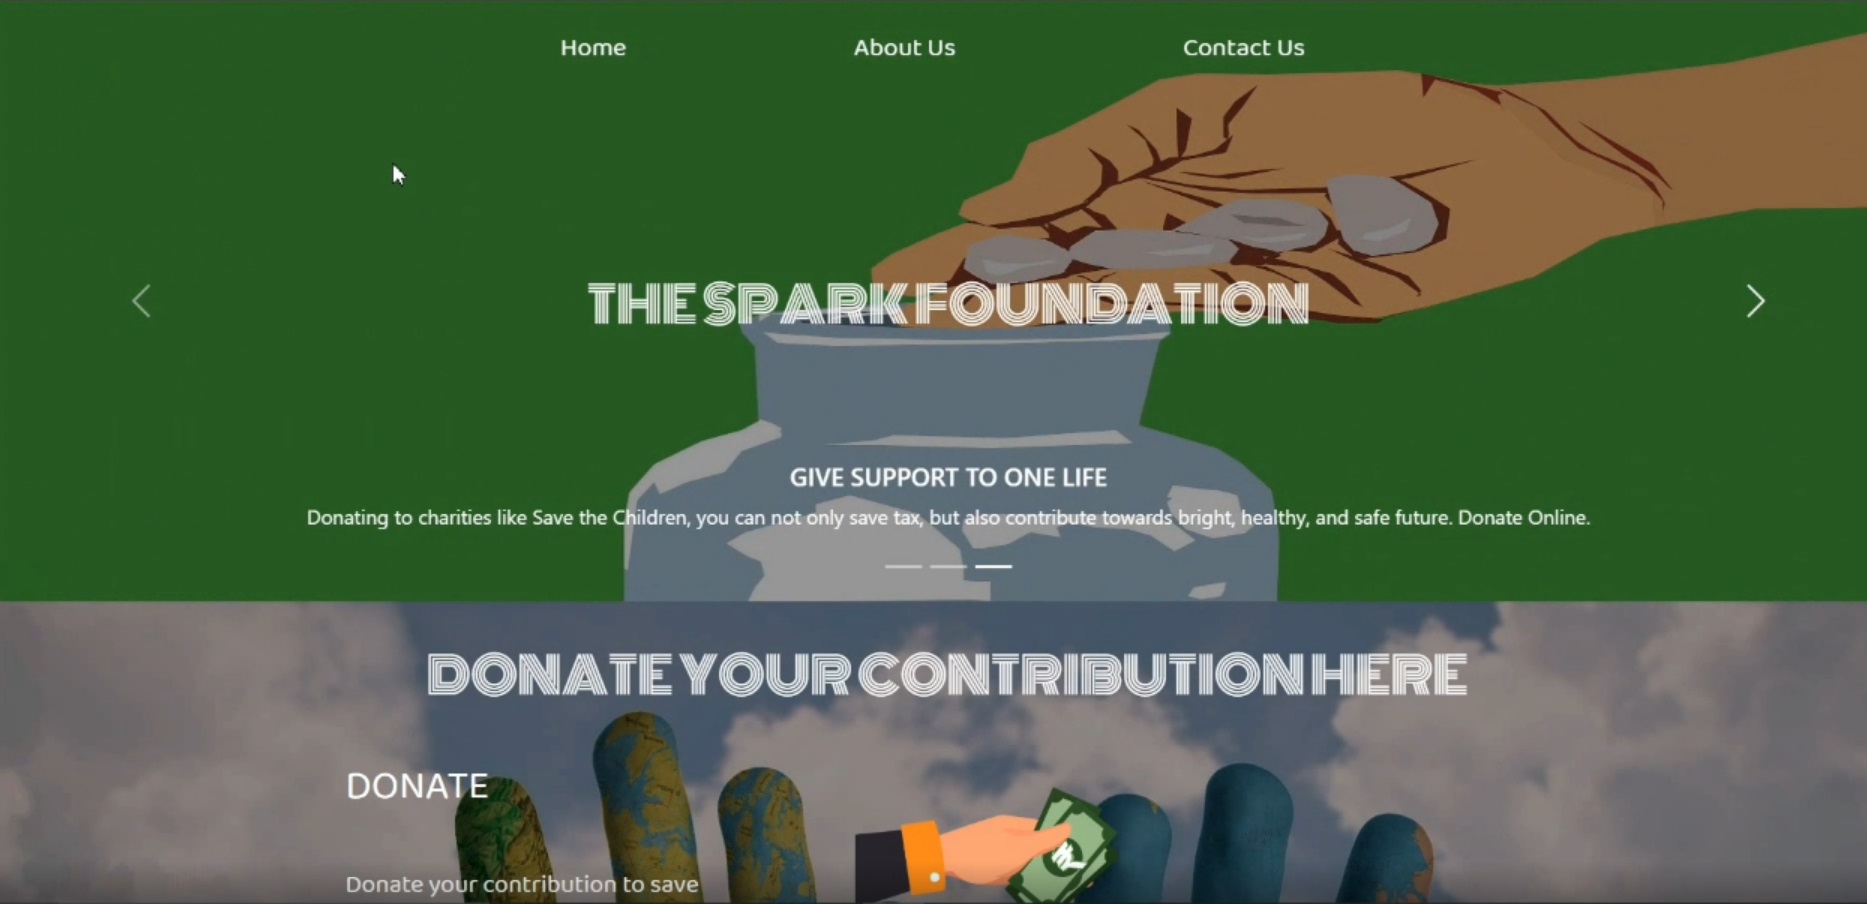 Home About Us Contact Us
THE SPARK FOUNDATION
GIVE SUPPORT TO ONE LIFE
Donating to charities like Save the Children, you can not only save tax, but also contribute towards bright, healthy, and safe future. Donate Online.
DONATE YOUR CONTRIBUTION HERE
DONATE
Donate your contribution to save